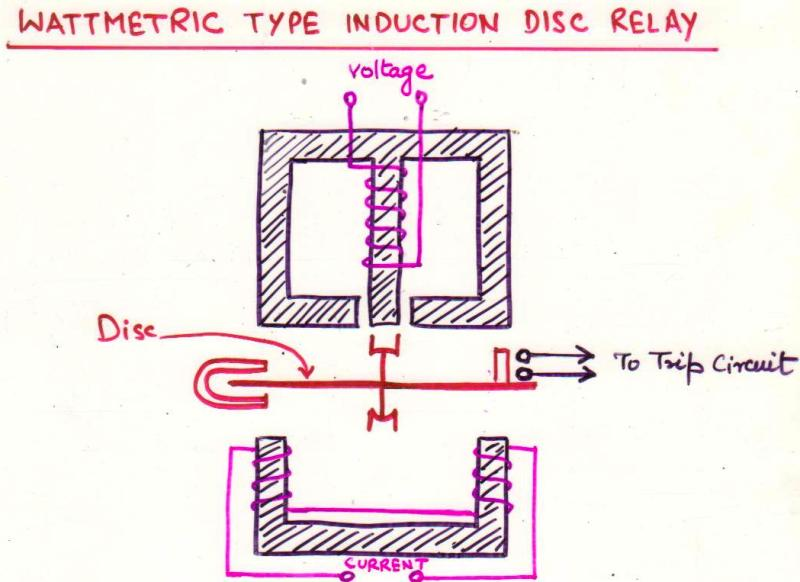 WATTMETRIC TYPE INDUCTION DISC RELAY
voltage
Disc
To Trip Circuit
CURRENT